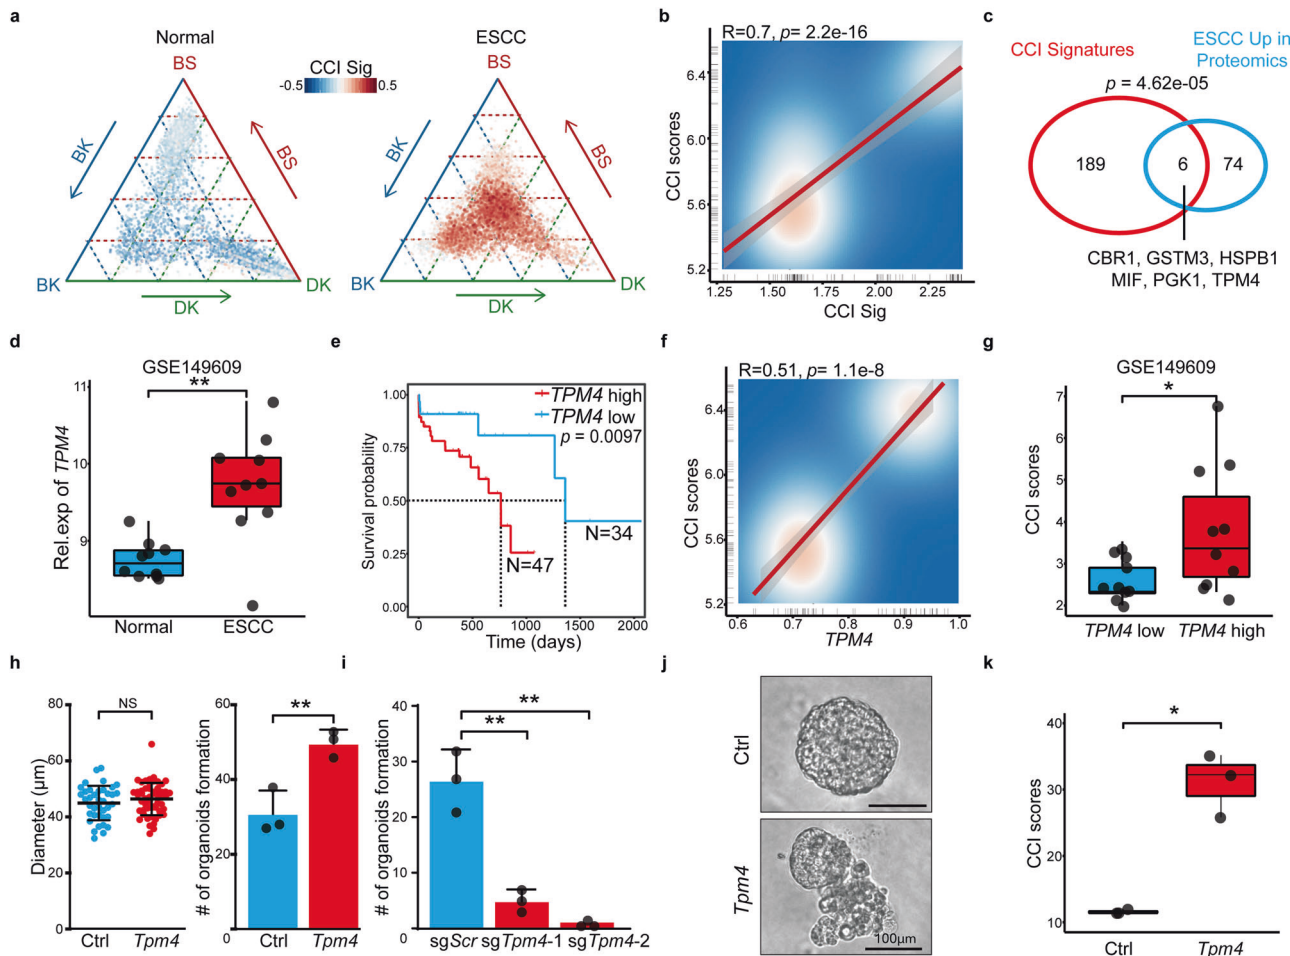 a
Normal
ESCC
BS
BS
CCI Sig
-0.5
0.5
BK
BS
BK
BS
BK
DK
BK
DK
DK
DK
b
R=0.7, p= 2.2e-16
CCI scores
6.4
6.0
5.6
5.2
1.25
1.50
1.75
2.00
2.25
CCI Sig
c
CCI Signatures
ESCC Up in
Proteomics
p = 4.62e-05
189
6
74
CBR1, GSTM3, HSPB1
MIF, PGK1, TPM4
d
GSE149609
**
Rel.exp of TPM4
11
10
9
Normal
ESCC
e
Survival probability
1.00
0.75
0.50
0.25
0.00
TPM4 high
TPM4 low
p = 0.0097
N=34
N=47
0
500
1000
1500
2000
Time (days)
f
R=0.51, p= 1.1e-8
CCI scores
6.4
6.0
5.6
5.2
0.6
0.7
0.8
0.9
1.0
TPM4
g
GSE149609
*
CCI scores
7
6
5
4
3
2
TPM4 low
TPM4 high
h
Diameter (µm)
80
60
40
20
0
NS
Ctrl
Tpm4
# of organoids formation
60
40
20
0
**
Ctrl
Tpm4
i
# of organoids formation
40
30
20
10
0
**
**
sgScr
sgTpm4-1
sgTpm4-2
j
Ctrl
Tpm4
100µm
k
CCI scores
40
30
20
10
*
Ctrl
Tpm4